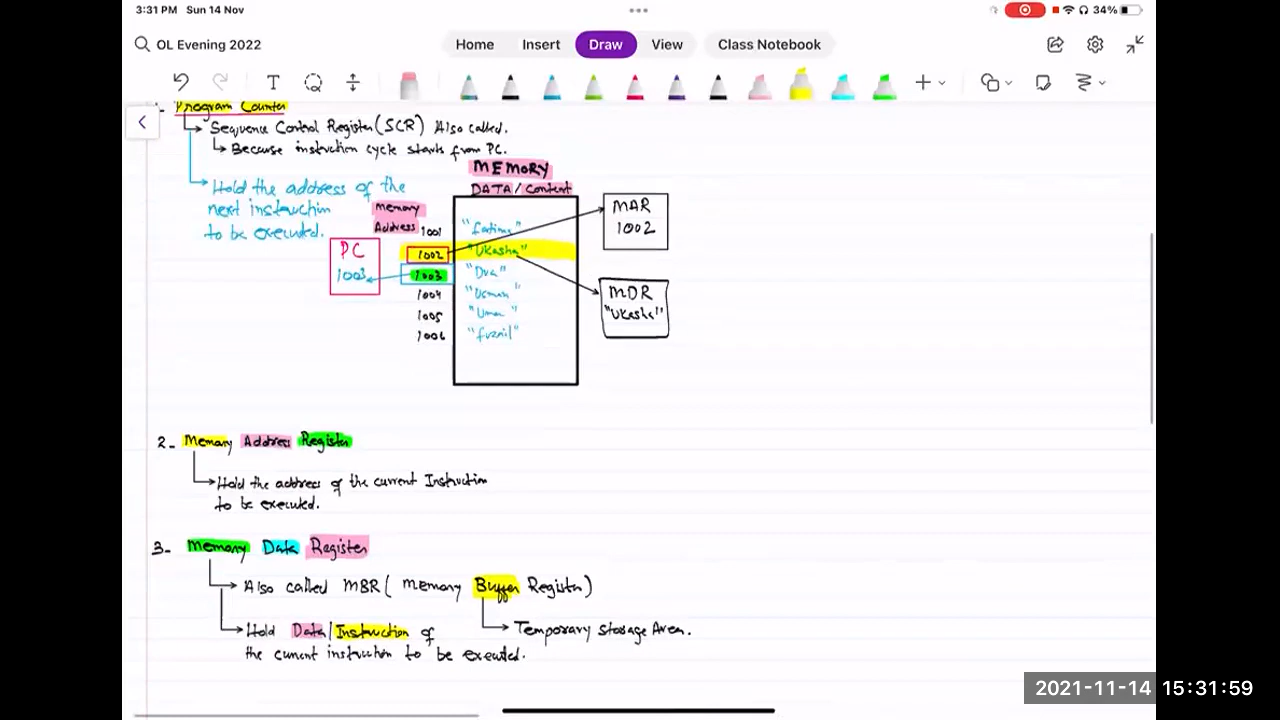 3:31 PM Sun 14 Nov
34%
OL Evening 2022
Home Insert Draw View Class Notebook
Program Counter
Sequence Control Register (SCR) Also called.
Because instruction cycle starts from PC.
Hold the address of the
next instruction
to be executed.
MEMORY
DATA / Content
Memory
Address
1001 "fatima"
1002 "Ukasha"
1003 "Dua"
1004 "Usman"
1005 "Umer"
1006
PC
1003
MAR
1002
MDR
"Ukasha"
2- Memory Address Register
Hold the address of the current Instruction
to be executed.
3- Memory Data Register
Also called MBR ( Memory Buffer Register)
Temporary Storage Area.
Hold Data/Instruction of
the current instruction to be executed.
2021-11-14 15:31:59